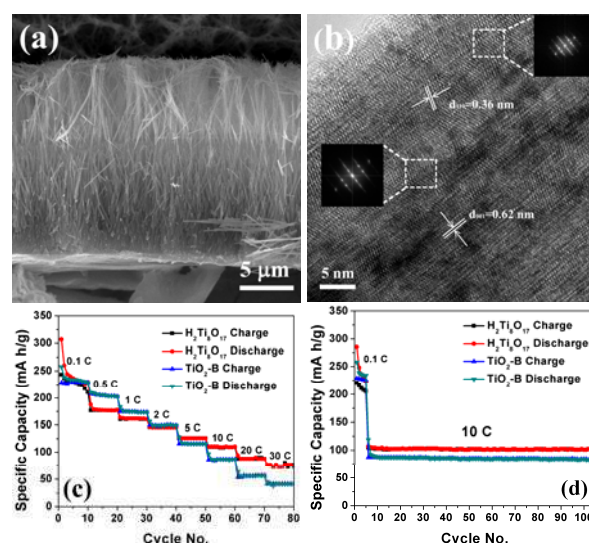 (a)
5 μm
(b)
d₁₁₀=0.36 nm
d₀₀₁=0.62 nm
5 nm
Specific Capacity (mA h/g)
350
300
250
200
150
100
50
0
0.1 C
0.5 C
1 C
2 C
5 C
10 C
20 C
30 C
H₂Ti₈O₁₇ Charge
H₂Ti₈O₁₇ Discharge
TiO₂-B Charge
TiO₂-B Discharge
(c)
0 10 20 30 40 50 60 70 80
Cycle No.
Specific Capacity (mA h/g)
350
300
250
200
150
100
50
0
0.1 C
H₂Ti₈O₁₇ Charge
H₂Ti₈O₁₇ Discharge
TiO₂-B Charge
TiO₂-B Discharge
10 C
(d)
0 10 20 30 40 50 60 70 80 90 100
Cycle No.